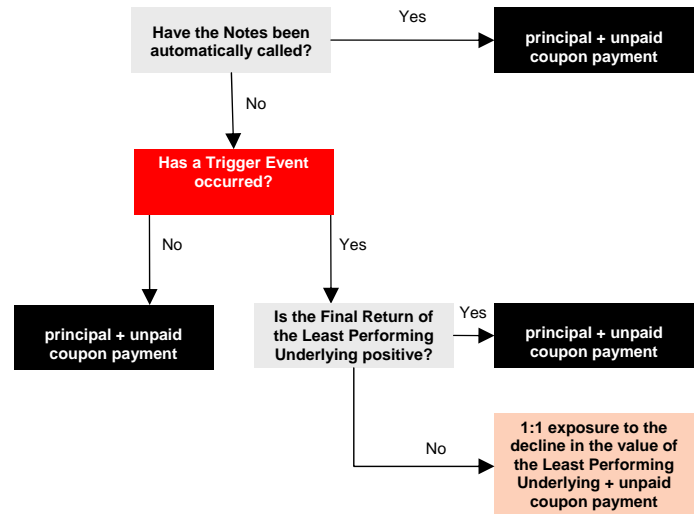 Have the Notes been
automatically called?
Yes
principal + unpaid
coupon payment
No
Has a Trigger Event
occurred?
No
Yes
principal + unpaid
coupon payment
Is the Final Return of
the Least Performing
Underlying positive?
Yes
principal + unpaid
coupon payment
No
1:1 exposure to the
decline in the value of
the Least Performing
Underlying + unpaid
coupon payment